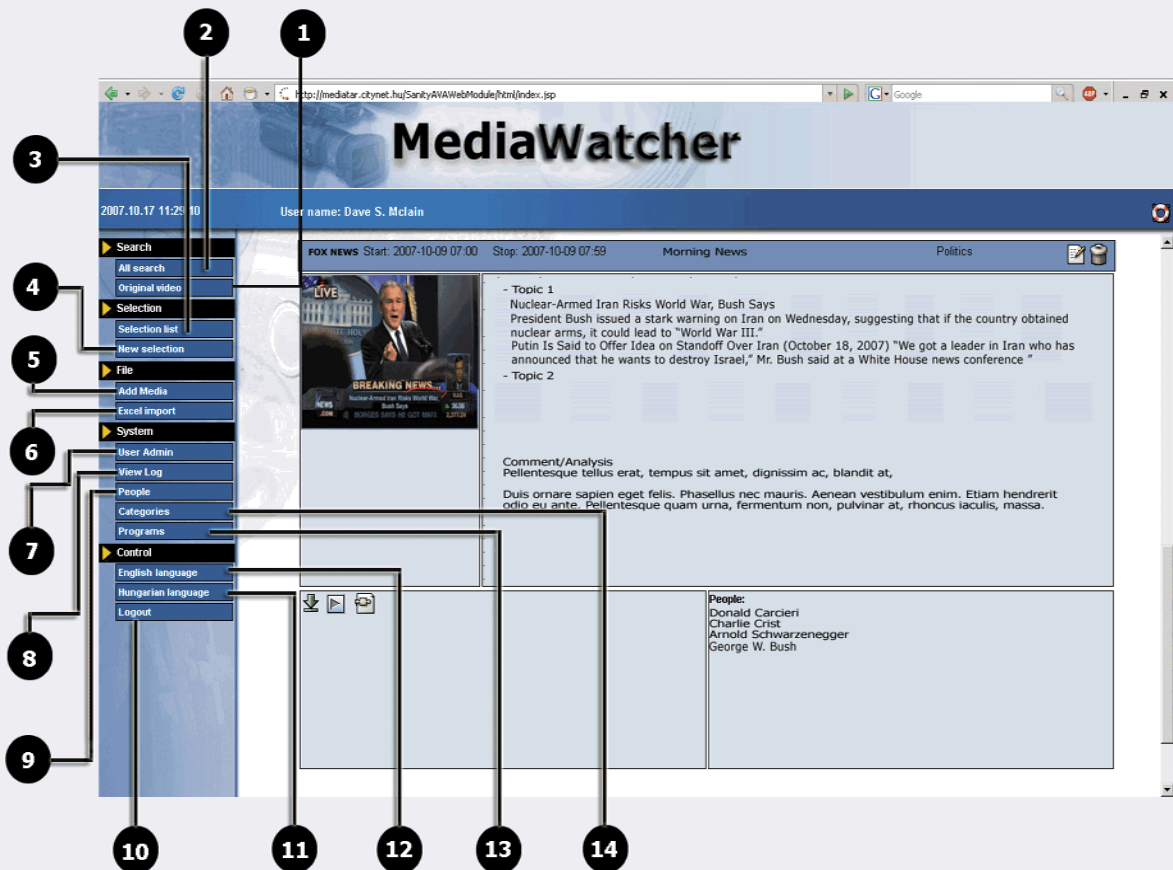 2
1
http://mediatar.citynet.hu/SanityAVAWebModule/html/index.jsp
Google
MediaWatcher
3
2007.10.17 11:29:10
User name: Dave S. Mclain
Search
All search
Original video
Selection
Selection list
New selection
File
Add Media
Excel import
System
User Admin
View Log
People
Categories
Programs
Control
English language
Hungarian language
Logout
4
5
6
7
8
9
FOX NEWS Start: 2007-10-09 07:00 Stop: 2007-10-09 07:59 Morning News Politics
LIVE
BREAKING NEWS...
Nuclear-Armed Iran Risks World War,
Bush Says
NEWS
.COM
- Topic 1
Nuclear-Armed Iran Risks World War, Bush Says
President Bush issued a stark warning on Iran on Wednesday, suggesting that if the country obtained
nuclear arms, it could lead to “World War III.”
Putin Is Said to Offer Idea on Standoff Over Iran (October 18, 2007) “We got a leader in Iran who has
announced that he wants to destroy Israel,” Mr. Bush said at a White House news conference ”
- Topic 2
Comment/Analysis
Pellentesque tellus erat, tempus sit amet, dignissim ac, blandit at,
Duis ornare sapien eget felis. Phasellus nec mauris. Aenean vestibulum enim. Etiam hendrerit
odio eu ante. Pellentesque quam urna, fermentum non, pulvinar at, rhoncus iaculis, massa.
People:
Donald Carcieri
Charlie Crist
Arnold Schwarzenegger
George W. Bush
10
11
12
13
14